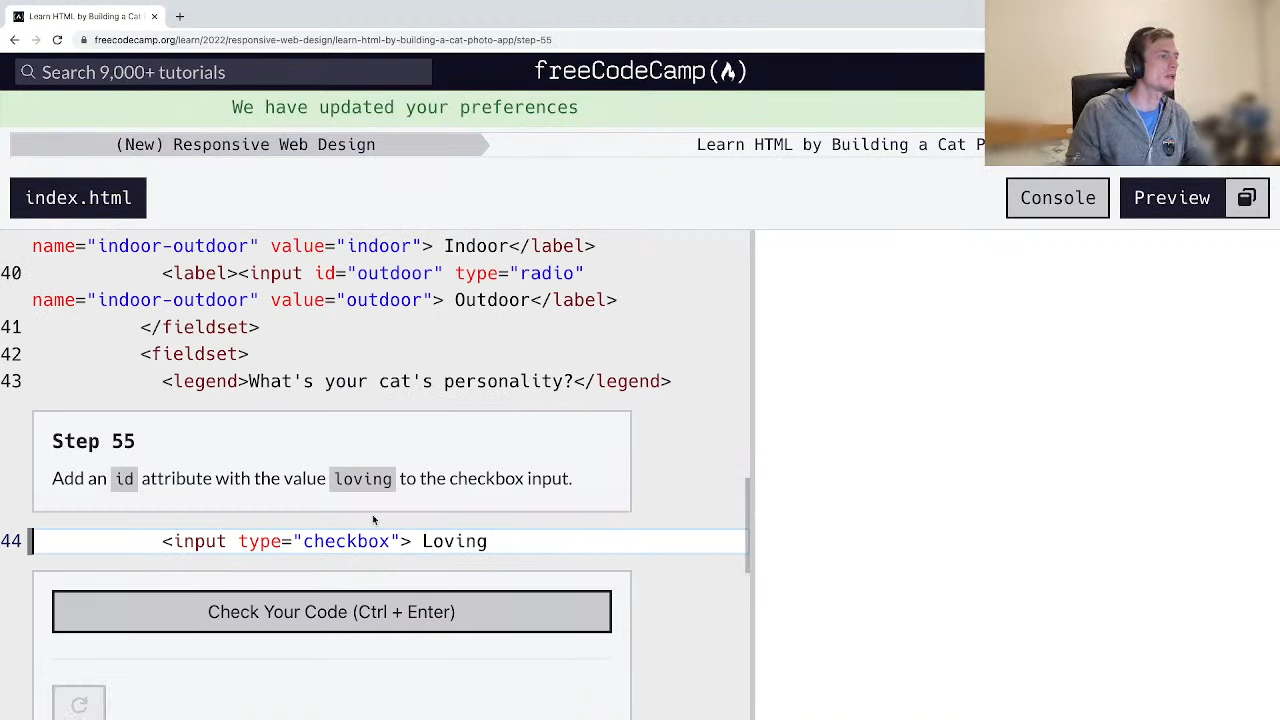 Learn HTML by Building a Cat
freecodecamp.org/learn/2022/responsive-web-design/learn-html-by-building-a-cat-photo-app/step-55
Search 9,000+ tutorials
freeCodeCamp(🔥)
We have updated your preferences
(New) Responsive Web Design
Learn HTML by Building a Cat P
index.html
Console
Preview
name="indoor-outdoor" value="indoor"> Indoor</label>
40 <label><input id="outdoor" type="radio"
name="indoor-outdoor" value="outdoor"> Outdoor</label>
41 </fieldset>
42 <fieldset>
43 <legend>What's your cat's personality?</legend>
Step 55
Add an id attribute with the value loving to the checkbox input.
44 <input type="checkbox"> Loving
Check Your Code (Ctrl + Enter)